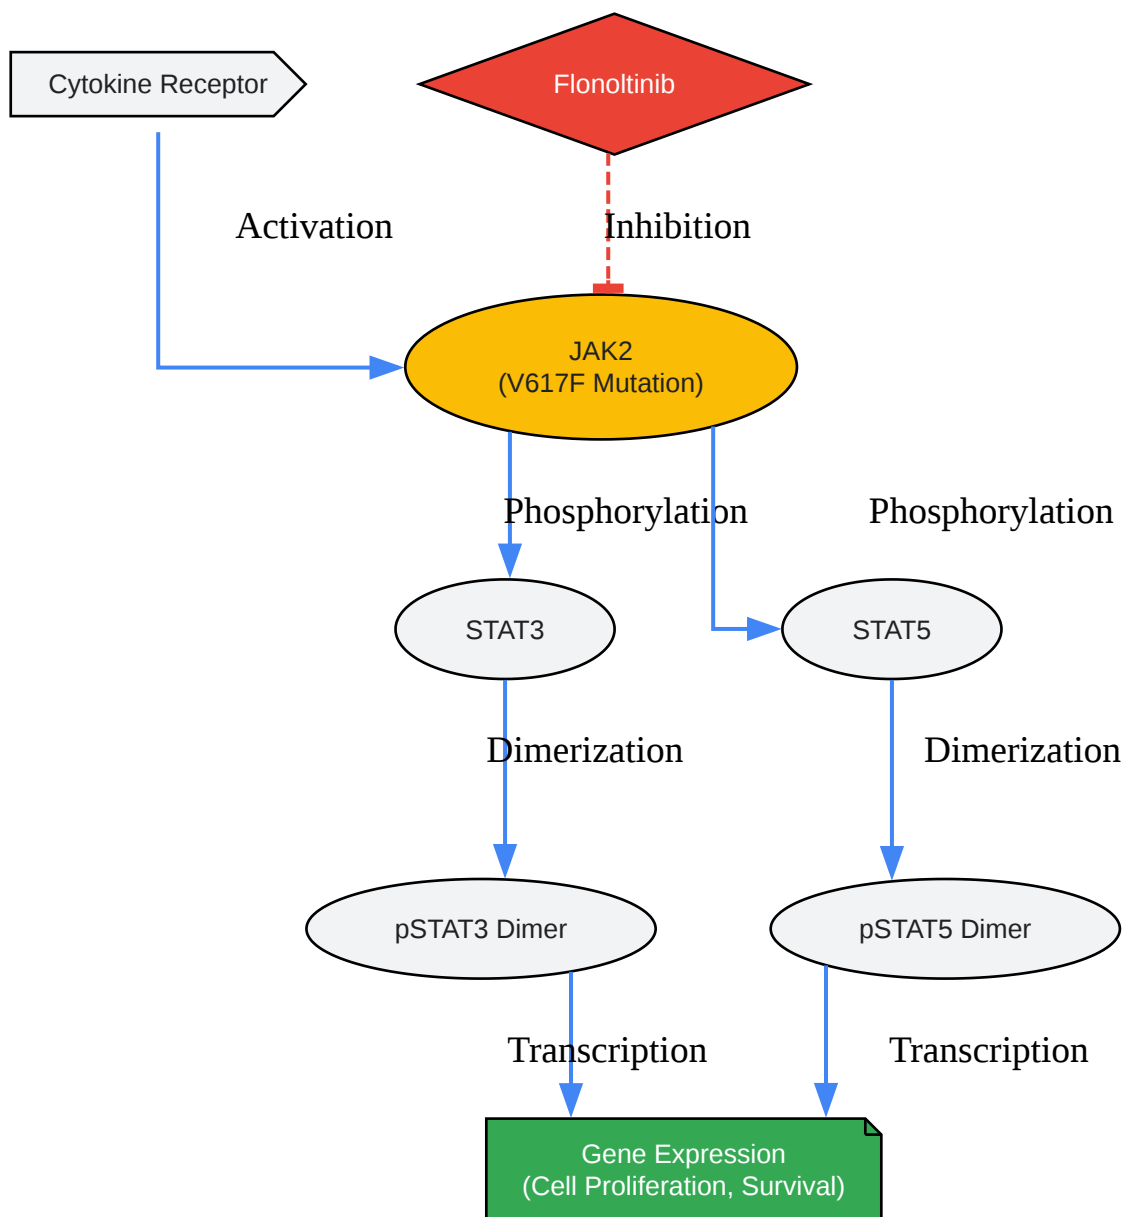 Cytokine Receptor
Flonoltinib
Activation
Inhibition
JAK2
(V617F Mutation)
Phosphorylation
Phosphorylation
STAT3
STAT5
Dimerization
Dimerization
pSTAT3 Dimer
pSTAT5 Dimer
Transcription
Transcription
Gene Expression
(Cell Proliferation, Survival)